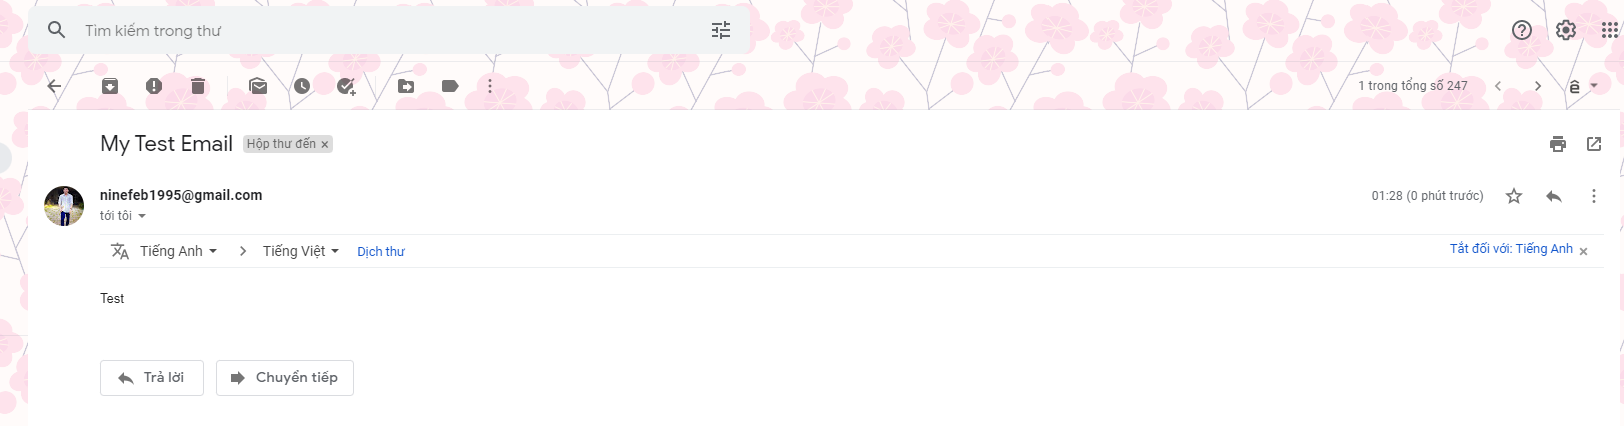 Tìm kiếm trong thư
1 trong tổng số 247
My Test Email Hộp thư đến ×
ninefeb1995@gmail.com 01:28 (0 phút trước)
tới tôi
Tiếng Anh > Tiếng Việt Dịch thư Tắt đối với: Tiếng Anh ×
Test
Trả lời Chuyển tiếp